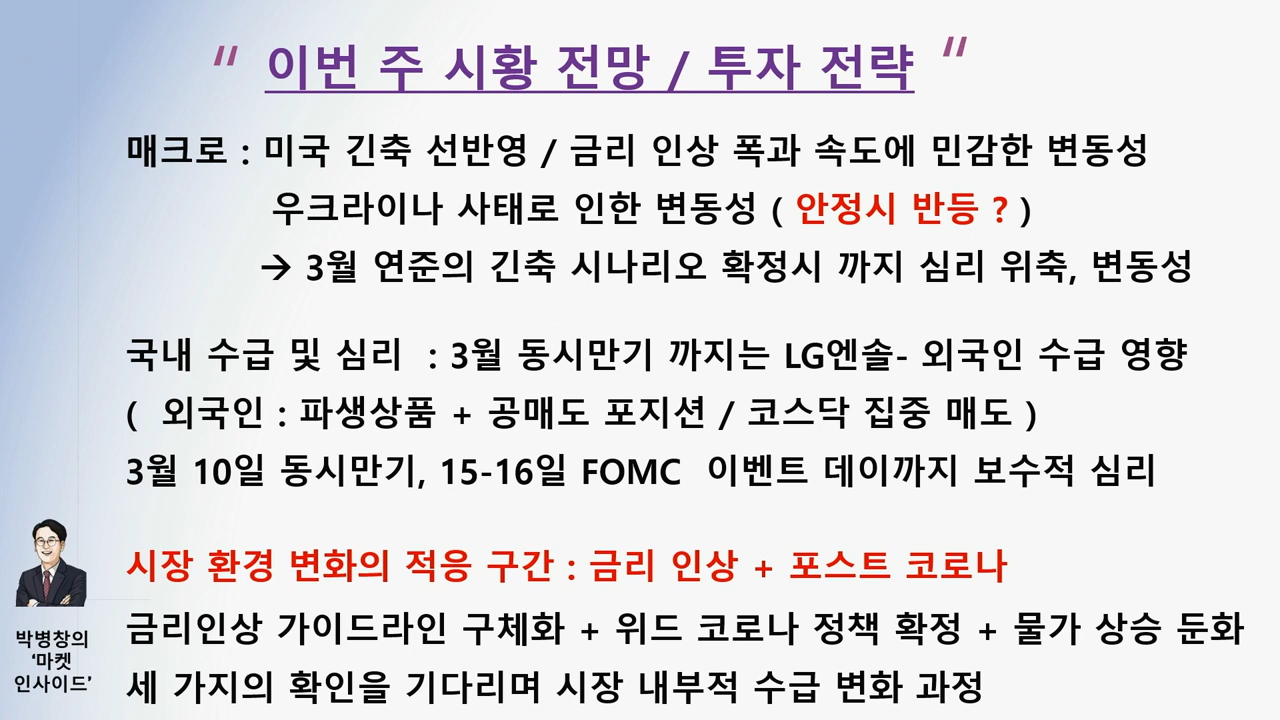 " 이번 주 시황 전망 / 투자 전략 "
매크로 : 미국 긴축 선반영 / 금리 인상 폭과 속도에 민감한 변동성
우크라이나 사태로 인한 변동성 ( 안정시 반등 ? )
→ 3월 연준의 긴축 시나리오 확정시 까지 심리 위축, 변동성
국내 수급 및 심리 : 3월 동시만기 까지는 LG엔솔- 외국인 수급 영향
( 외국인 : 파생상품 + 공매도 포지션 / 코스닥 집중 매도 )
3월 10일 동시만기, 15-16일 FOMC 이벤트 데이까지 보수적 심리
시장 환경 변화의 적응 구간 : 금리 인상 + 포스트 코로나
금리인상 가이드라인 구체화 + 위드 코로나 정책 확정 + 물가 상승 둔화
세 가지의 확인을 기다리며 시장 내부적 수급 변화 과정
박병창의
‘마켓
인사이드’